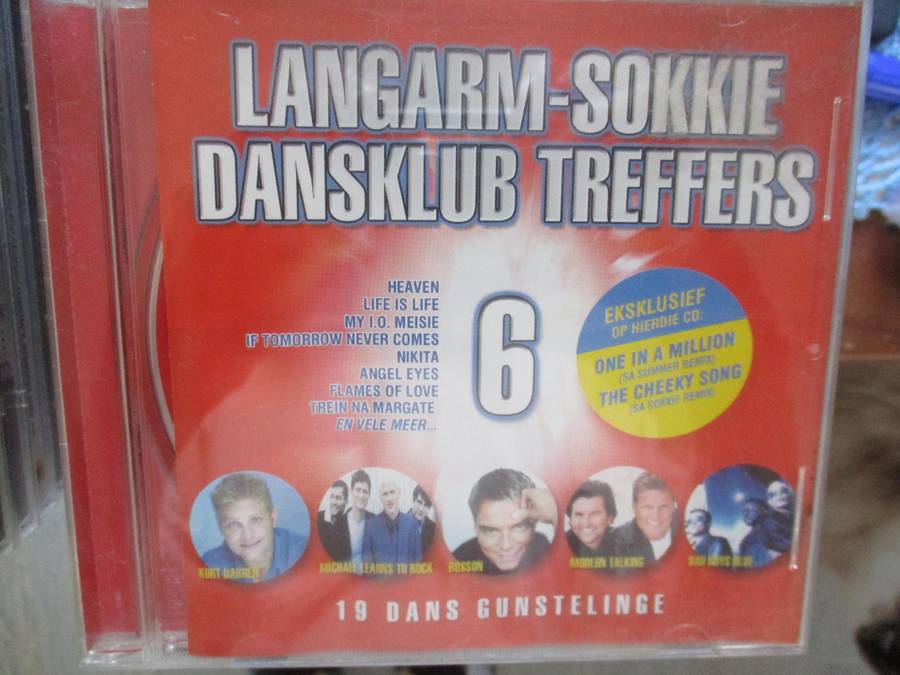 LANGARM-SOKKIE
DANSKLUB TREFFERS
HEAVEN
LIFE IS LIFE
MY I.O. MEISIE
IF TOMORROW NEVER COMES
NIKITA
ANGEL EYES
FLAMES OF LOVE
TREIN NA MARGATE
EN VELE MEER...
6
EKSKLUSIEF
OP HIERDIE CD:
ONE IN A MILLION
(SA SUMMER REMIX)
THE CHEEKY SONG
(SA SOKKIE REMIX)
KURT DARREN
MICHAEL LEARNS TO ROCK
BOSSON
MODERN TALKING
BAD BOYS BLUE
19 DANS GUNSTELINGE